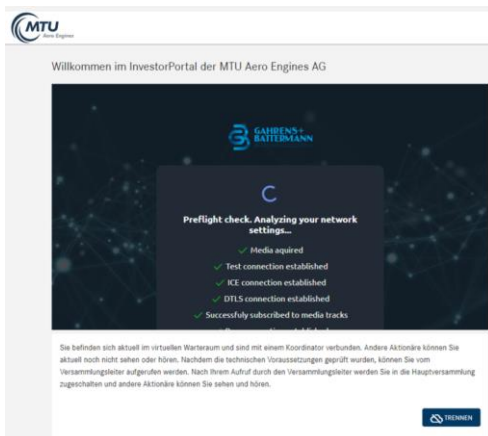 MTU
Aero Engines
Willkommen im InvestorPortal der MTU Aero Engines AG
GAHRENS+
BATTERMANN
Preflight check. Analyzing your network
settings...
Media aquired
Test connection established
ICE connection established
DTLS connection established
Successfuly subscribed to media tracks
Sie befinden sich aktuell im virtuellen Warteraum und sind mit einem Koordinator verbunden. Andere Aktionäre können Sie
aktuell noch nicht sehen oder hören. Nachdem die technischen Voraussetzungen geprüft wurden, können Sie vom
Versammlungsleiter aufgerufen werden. Nach Ihrem Aufruf durch den Versammlungsleiter werden Sie in die Hauptversammlung
zugeschalten und andere Aktionäre können Sie sehen und hören.
TRENNEN